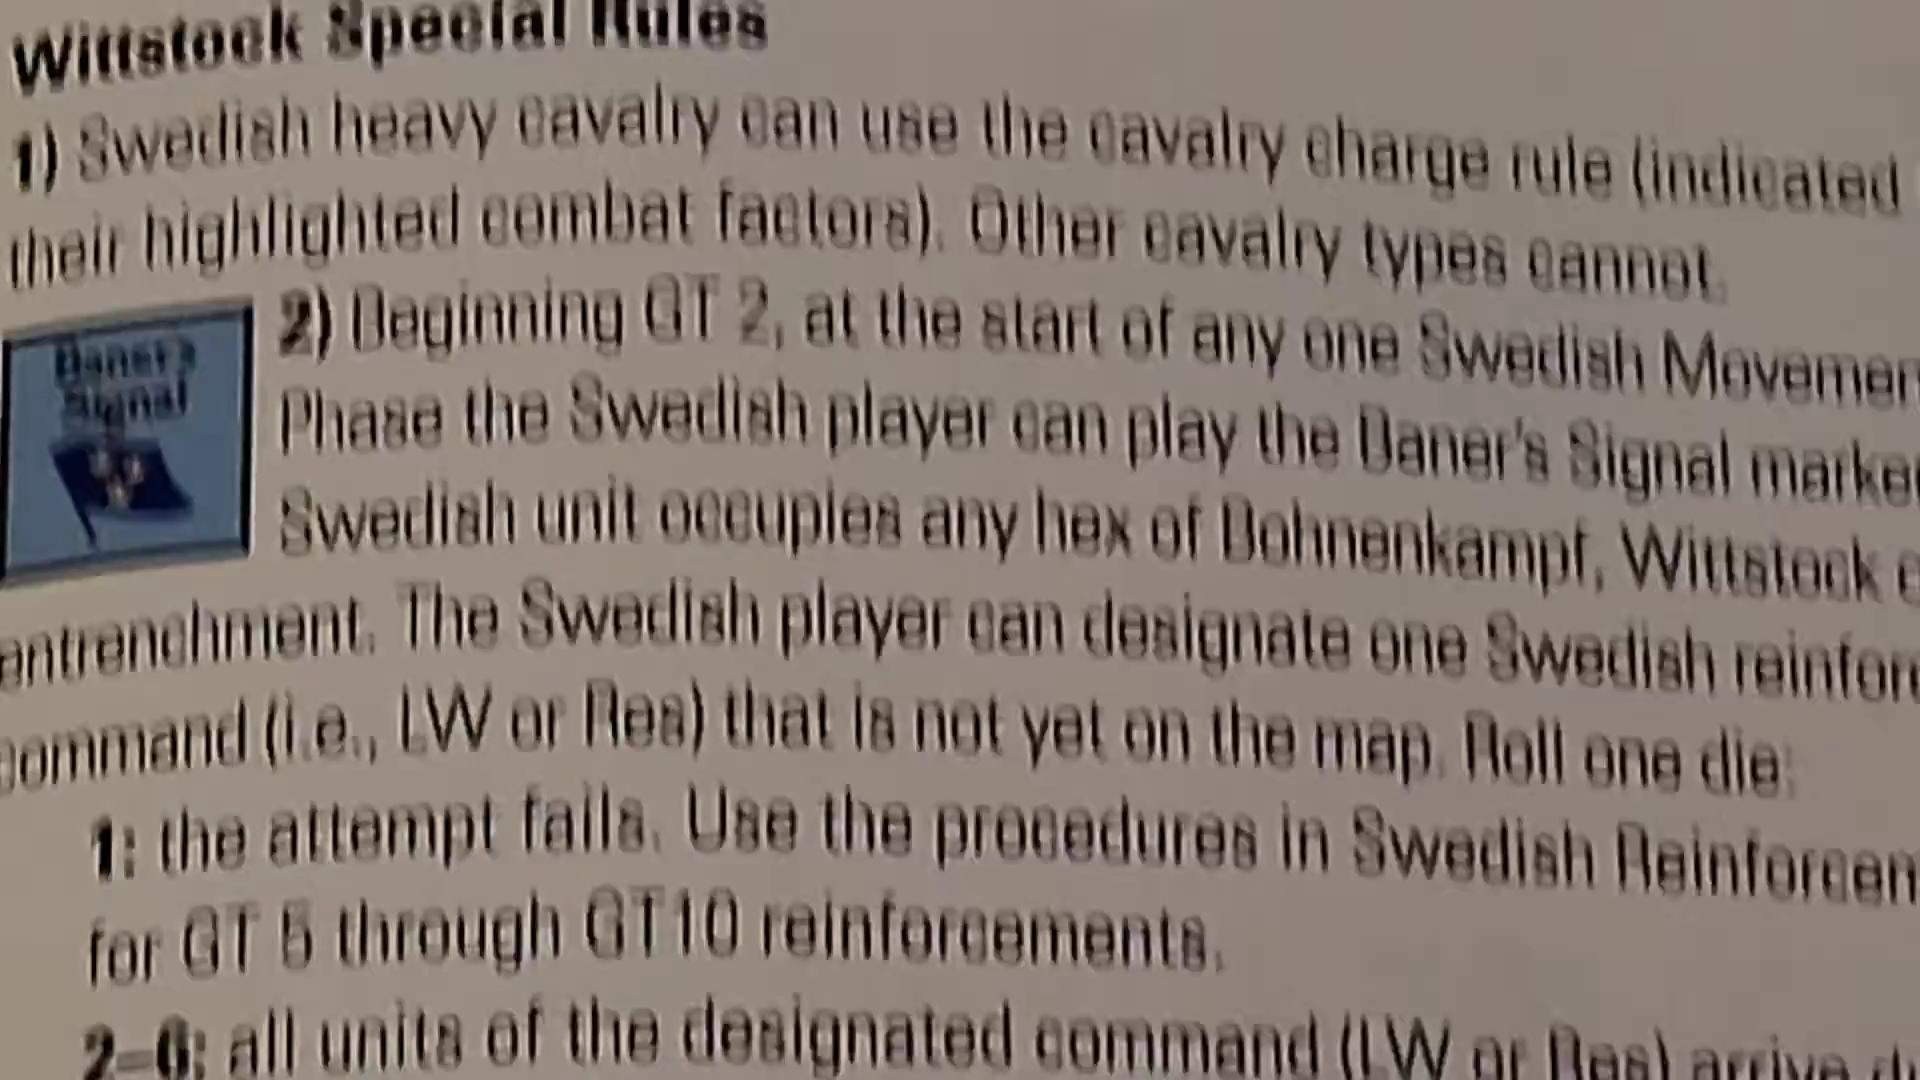 Wittstock Special Rules
1) Swedish heavy cavalry can use the cavalry charge rule (indicated
their highlighted combat factors). Other cavalry types cannot.
Baner's
Signal
2) Beginning GT 2, at the start of any one Swedish Movemen
Phase the Swedish player can play the Baner's Signal marke
Swedish unit occupies any hex of Bohnenkampf, Wittstock
entrenchment. The Swedish player can designate one Swedish reinfor
command (i.e., LW or Res) that is not yet on the map. Roll one die:
1: the attempt fails. Use the procedures in Swedish Reinforcem
for GT 5 through GT10 reinforcements.
2–6: all units of the designated command (LW or Res) arrive